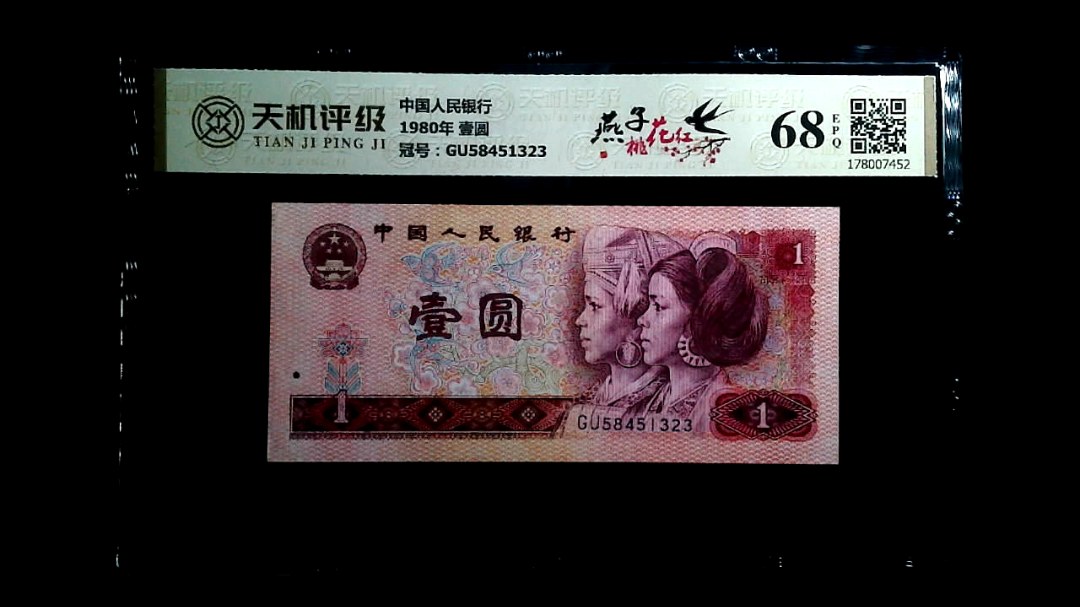 天机评级
TIAN JI PING JI
中国人民银行
1980年 壹圆
冠号：GU58451323
燕子
桃花红
68
EPQ
178007452
中国人民银行
1
壹圆
1
GU58451323
1